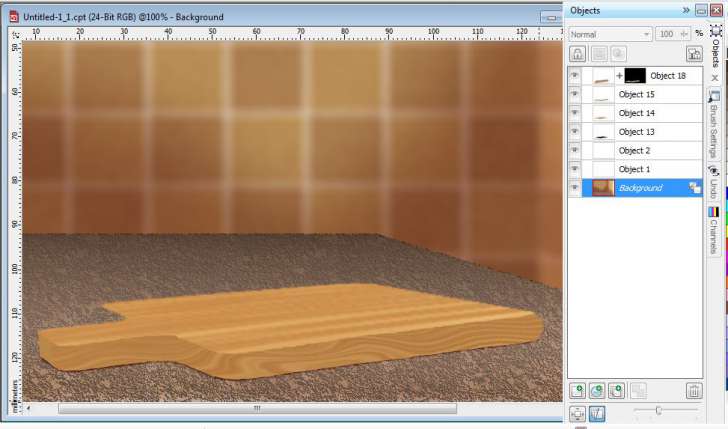 Untitled-1_1.cpt (24-Bit RGB) @100% - Background
10 20 30 40 50 60 70 80 90 100 110 120
50
60
70
80
90
100
110
120
millimeters
Objects
Normal 100 %
Object 18
Object 15
Object 14
Object 13
Object 2
Object 1
Background
Objects
Brush Settings
Undo
Channels